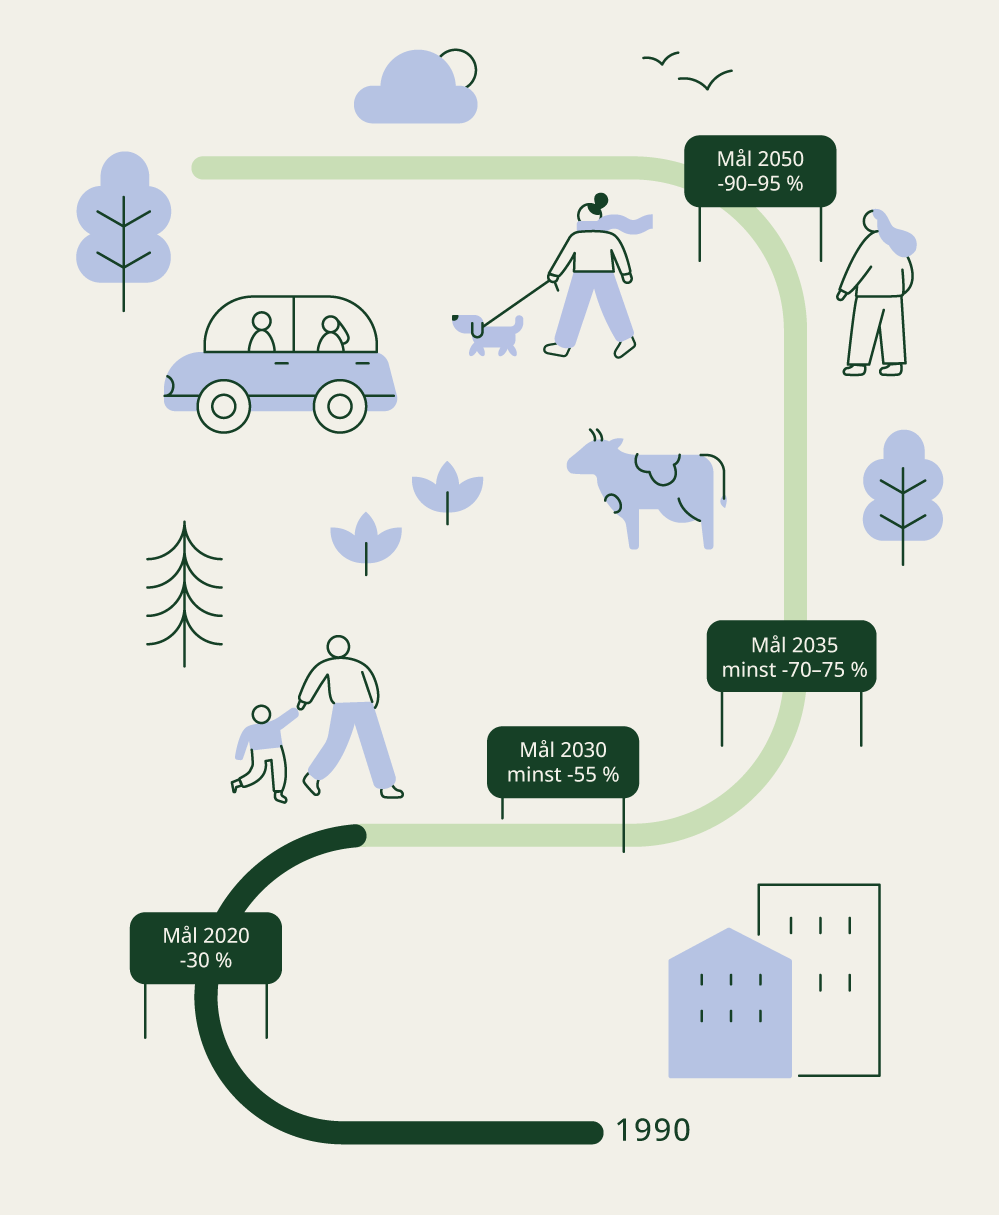 Mål 2050
-90–95 %
Mål 2035
minst -70–75 %
Mål 2030
minst -55 %
Mål 2020
-30 %
1990